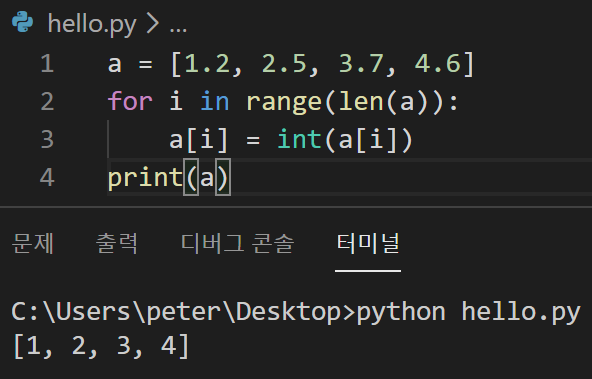 hello.py > ...
1 a = [1.2, 2.5, 3.7, 4.6]
2 for i in range(len(a)):
3     a[i] = int(a[i])
4 print(a)
문제 출력 디버그 콘솔 터미널
C:\Users\peter\Desktop>python hello.py
[1, 2, 3, 4]